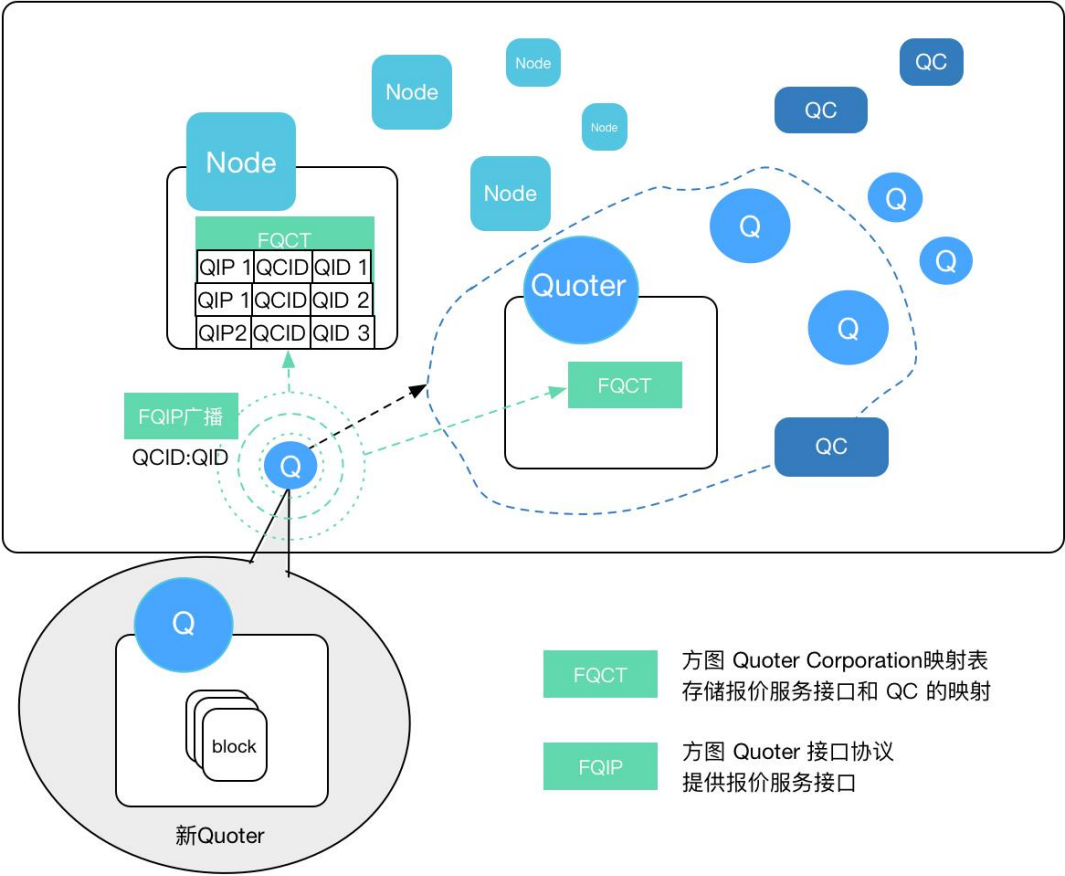 Node
Node
QC
Node
QC
Node
Node
Node
Q
Q
FQCT
QIP 1 QCID QID 1
QIP 1 QCID QID 2
QIP2 QCID QID 3
Q
Quoter
Q
FQCT
FQIP广播
QCID:QID
Q
QC
Q
block
新Quoter
FQCT
方图 Quoter Corporation映射表
存储报价服务接口和 QC 的映射
FQIP
方图 Quoter 接口协议
提供报价服务接口